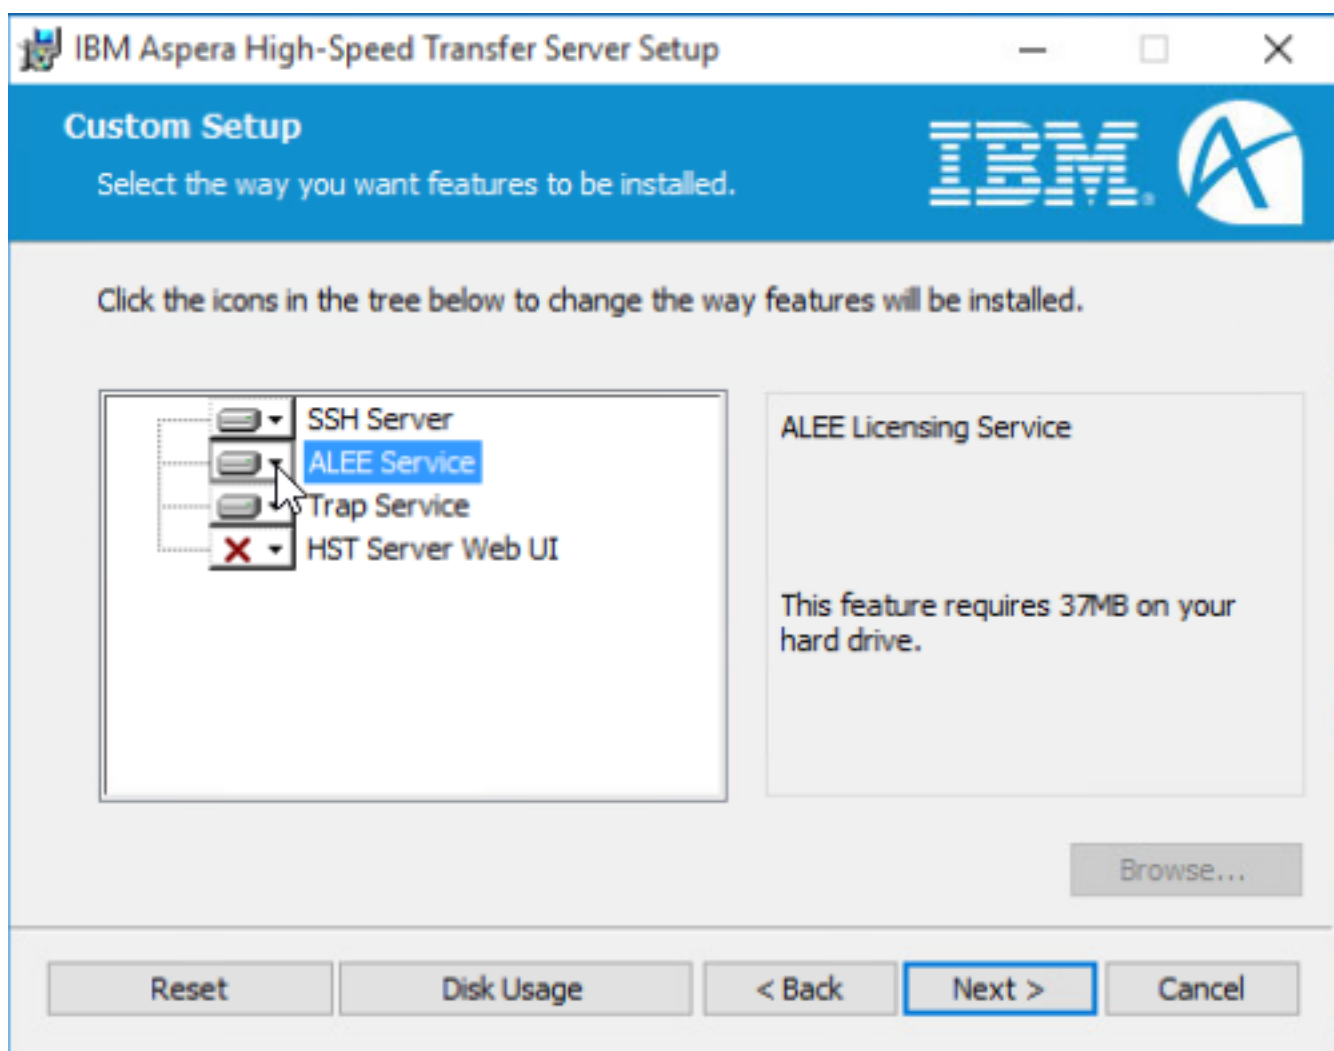 IBM Aspera High-Speed Transfer Server Setup
Custom Setup
Select the way you want features to be installed.
IBM.
Click the icons in the tree below to change the way features will be installed.
SSH Server
ALEE Service
Trap Service
HST Server Web UI
ALEE Licensing Service
This feature requires 37MB on your
hard drive.
Browse...
Reset
Disk Usage
< Back
Next >
Cancel